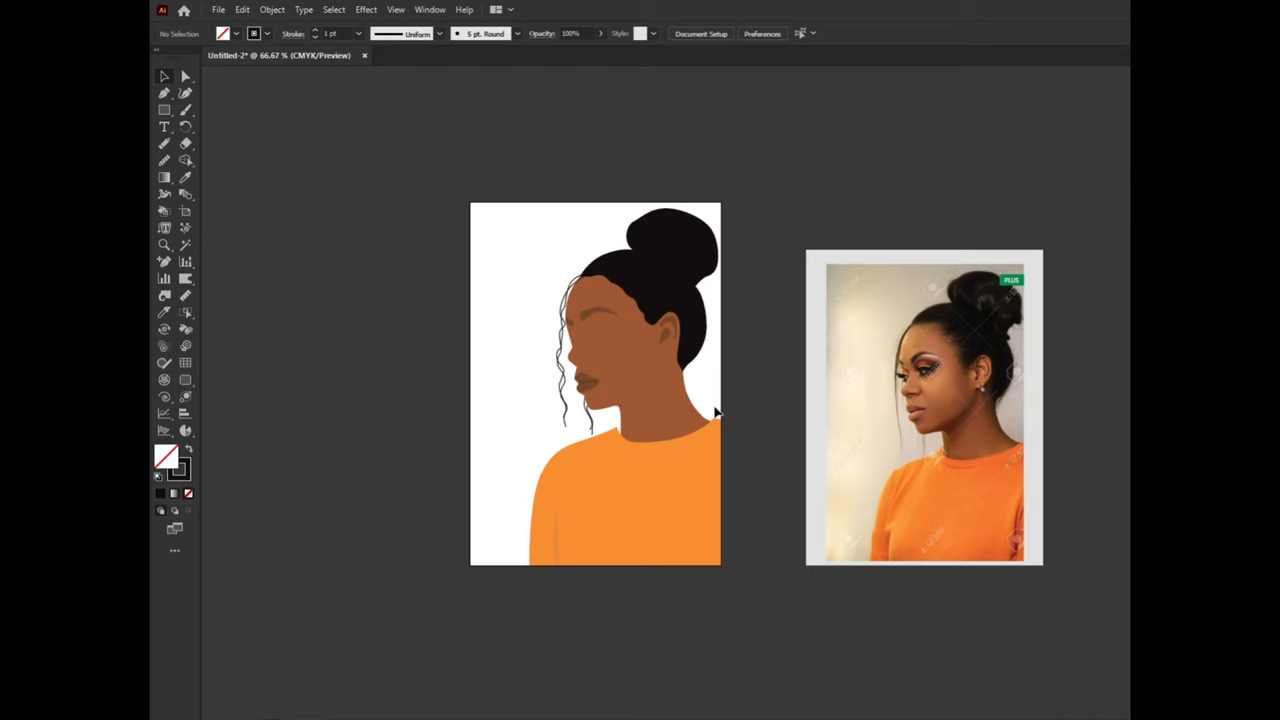 Ai File Edit Object Type Select Effect View Window Help
No Selection Stroke: 1 pt Uniform 5 pt. Round Opacity: 100% Style: Document Setup Preferences
Untitled-2* @ 66.67 % (CMYK/Preview) ×
PLUS